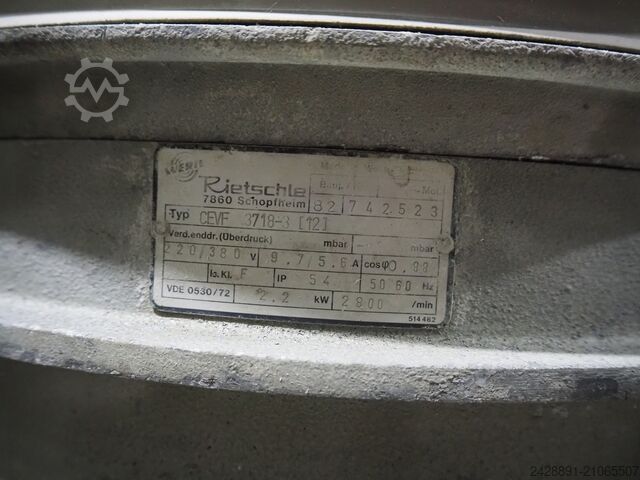 WERIE
Rietschle
7860 Schopfheim
82 742523
Typ CEVF 3718-3 [12]
Verd.enddr. (Überdruck) mbar - mbar
220/380 V 9.7/5.6 A cosφ 0.88
Is.Kl. F IP 54 50 60 Hz
VDE 0530/72 2.2 kW 2800 /min
514462
2428891-21065507